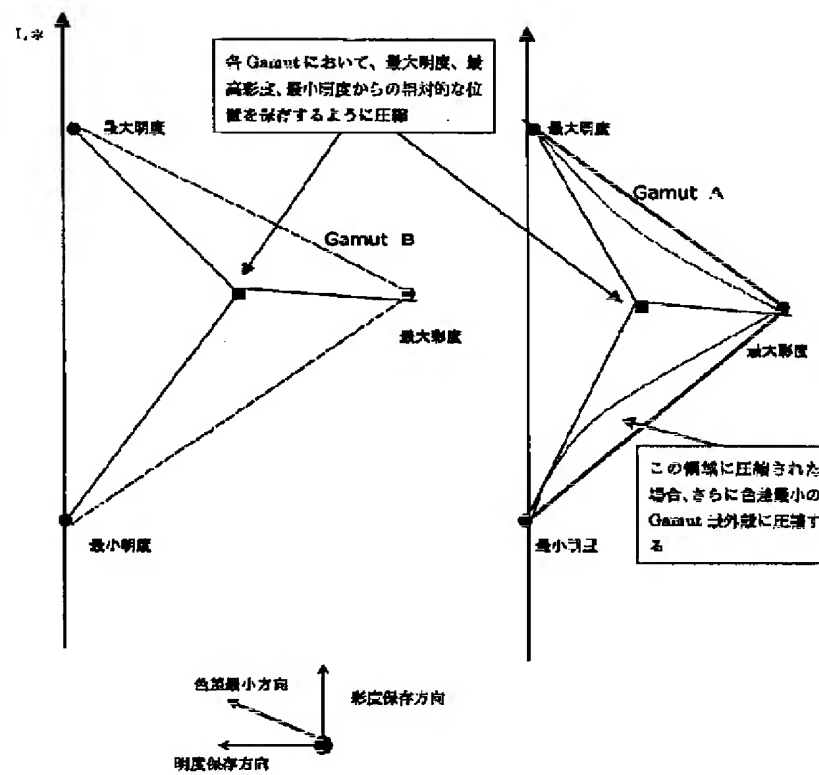 L*
各Gamutにおいて、最大明度、最
高彩度、最小明度からの相対的な位
置を保存するように圧縮
最大明度
最大明度
Gamut A
Gamut B
最大彩度
最大彩度
この領域に圧縮された
場合、さらに色差最小の
Gamut 最外殻に圧縮す
る
最小明度
最小明度
色差最小方向
彩度保存方向
明度保存方向